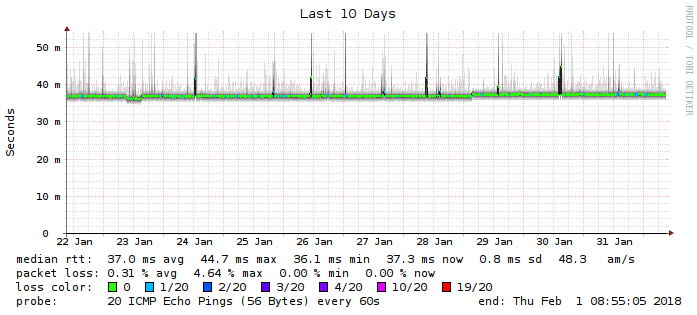 Last 10 Days
RRDTOOL / TOBI OETIKER
Seconds
50 m
40 m
30 m
20 m
10 m
0
22 Jan 23 Jan 24 Jan 25 Jan 26 Jan 27 Jan 28 Jan 29 Jan 30 Jan 31 Jan
median rtt: 37.0 ms avg 44.7 ms max 36.1 ms min 37.3 ms now 0.8 ms sd 48.3 am/s
packet loss: 0.31 % avg 4.64 % max 0.00 % min 0.00 % now
loss color: 0 1/20 2/20 3/20 4/20 10/20 19/20
probe: 20 ICMP Echo Pings (56 Bytes) every 60s end: Thu Feb 1 08:55:05 2018